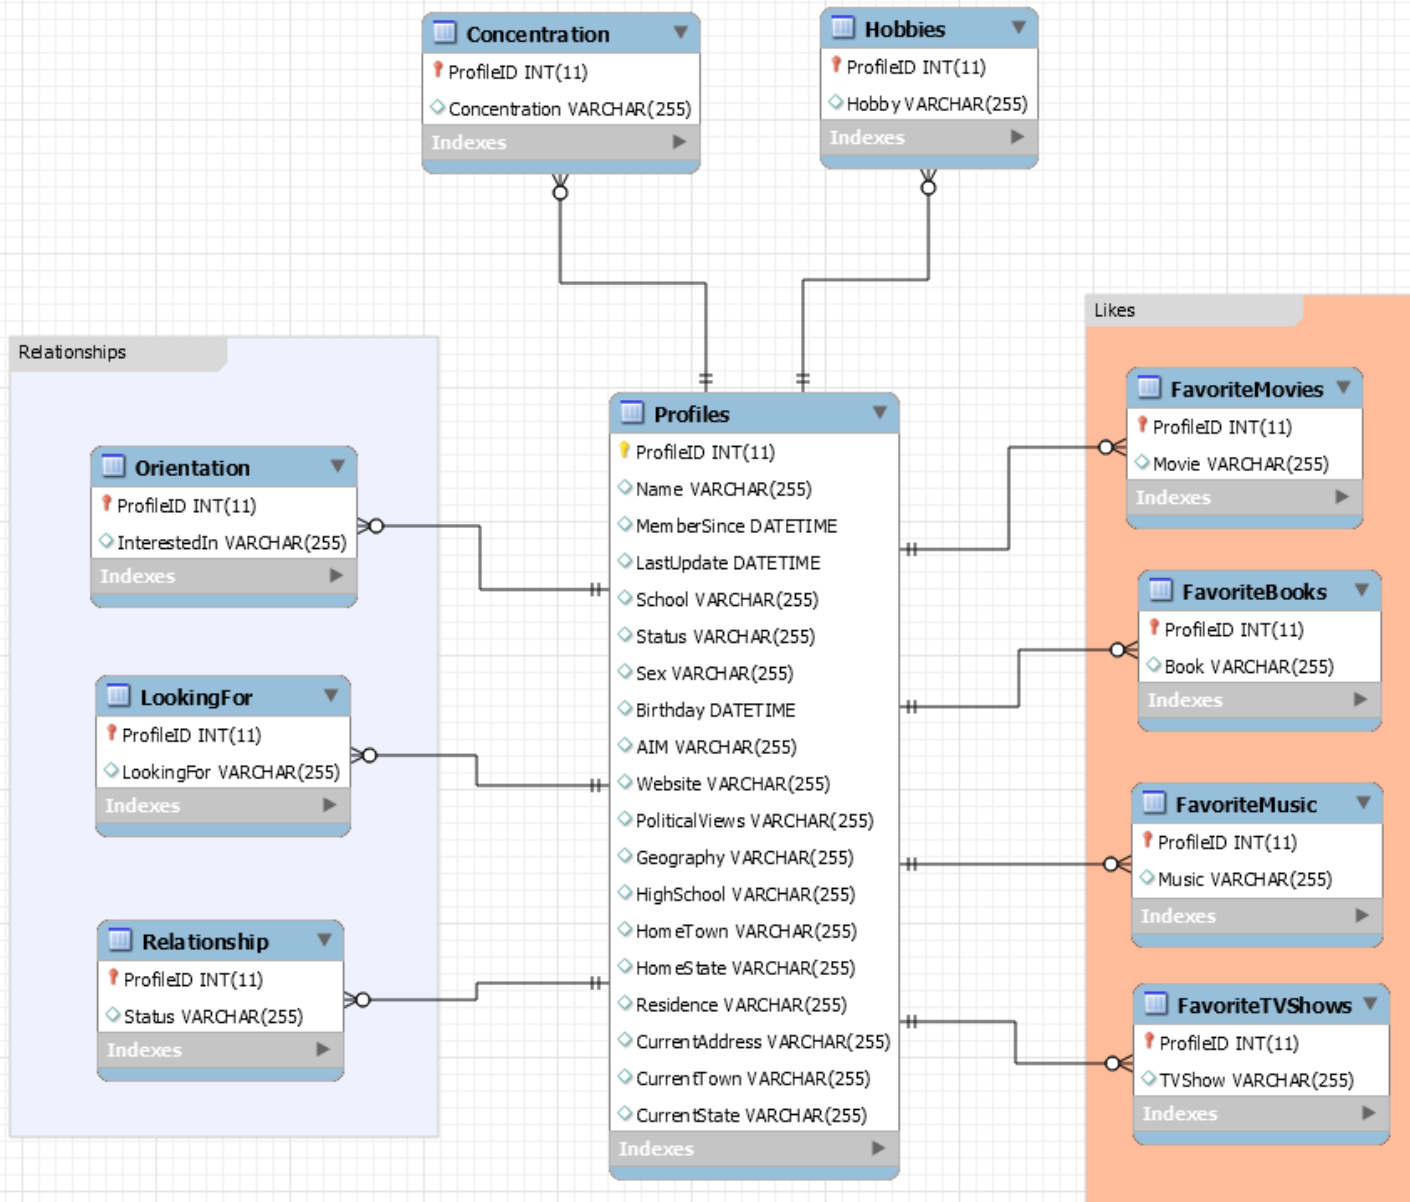 Concentration
ProfileID INT(11)
Concentration VARCHAR(255)
Indexes
Hobbies
ProfileID INT(11)
Hobby VARCHAR(255)
Indexes
Relationships
Orientation
ProfileID INT(11)
InterestedIn VARCHAR(255)
Indexes
LookingFor
ProfileID INT(11)
LookingFor VARCHAR(255)
Indexes
Relationship
ProfileID INT(11)
Status VARCHAR(255)
Indexes
Profiles
ProfileID INT(11)
Name VARCHAR(255)
MemberSince DATETIME
LastUpdate DATETIME
School VARCHAR(255)
Status VARCHAR(255)
Sex VARCHAR(255)
Birthday DATETIME
AIM VARCHAR(255)
Website VARCHAR(255)
PoliticalViews VARCHAR(255)
Geography VARCHAR(255)
HighSchool VARCHAR(255)
HomeTown VARCHAR(255)
HomeState VARCHAR(255)
Residence VARCHAR(255)
CurrentAddress VARCHAR(255)
CurrentTown VARCHAR(255)
CurrentState VARCHAR(255)
Indexes
Likes
FavoriteMovies
ProfileID INT(11)
Movie VARCHAR(255)
Indexes
FavoriteBooks
ProfileID INT(11)
Book VARCHAR(255)
Indexes
FavoriteMusic
ProfileID INT(11)
Music VARCHAR(255)
Indexes
FavoriteTVShows
ProfileID INT(11)
TVShow VARCHAR(255)
Indexes